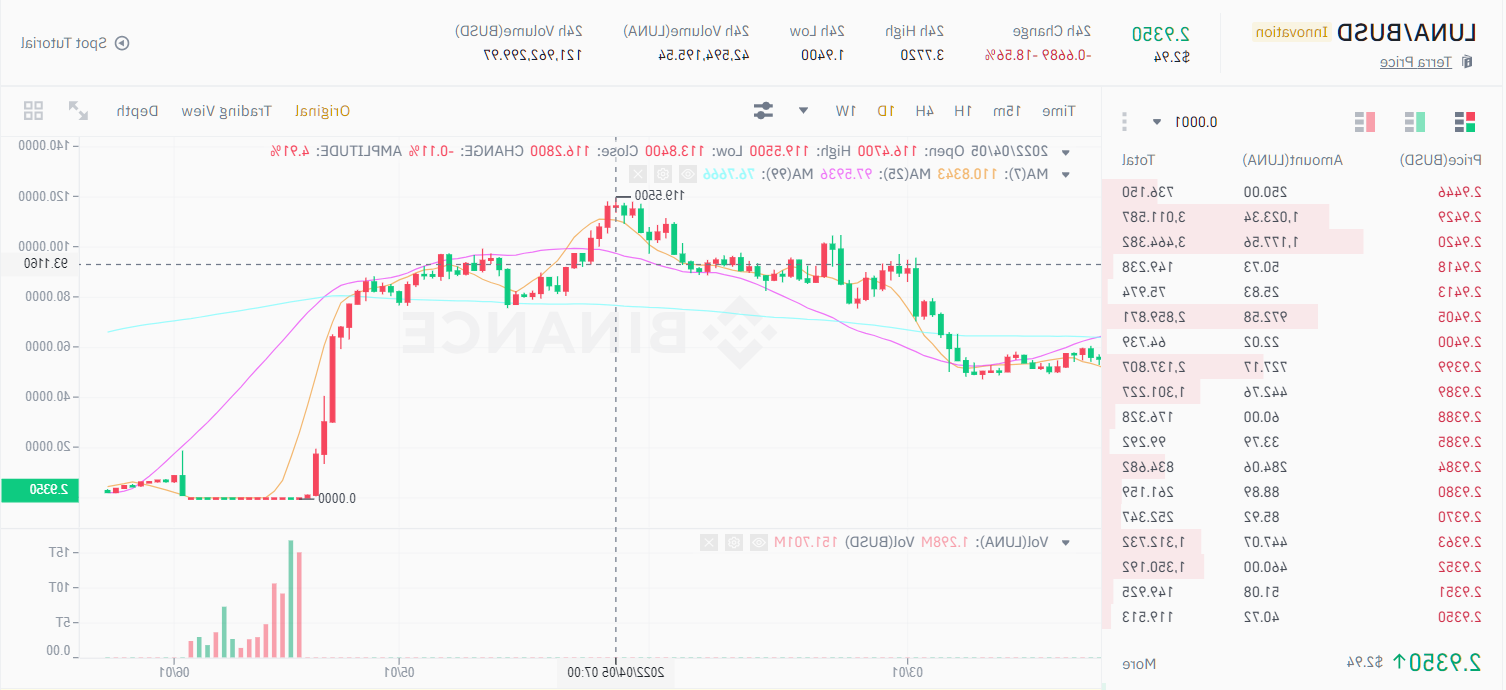 LUNA/BUSD Innovation
Terra Price
2.9350
$2.94
24h Change
-0.6689 -18.56%
24h High
3.7720
24h Low
1.9400
24h Volume(LUNA)
42,594,195.54
24h Volume(BUSD)
121,962,299.97
Spot Tutorial
0.0001
Price(BUSD) Amount(LUNA) Total
2.9446 250.00 736.150
2.9429 1,023.34 3,011.587
2.9420 1,177.56 3,464.382
2.9418 50.73 149.238
2.9413 25.83 75.974
2.9405 972.58 2,859.871
2.9400 22.02 64.739
2.9399 727.17 2,137.807
2.9389 442.76 1,301.227
2.9388 60.00 176.328
2.9385 33.79 99.292
2.9384 284.06 834.682
2.9380 88.89 261.159
2.9370 85.92 252.347
2.9363 447.07 1,312.732
2.9352 460.00 1,350.192
2.9351 51.08 149.925
2.9350 40.72 119.513
2.9350↑ $2.94 More
Time 15m 1H 4H 1D 1W Original Trading View Depth
2022/04/05 Open: 116.4700 High: 119.5500 Low: 113.8400 Close: 116.2800 CHANGE: -0.11% AMPLITUDE: 4.91%
MA(7): 110.8343 MA(25): 97.5936 MA(99): 76.7666
119.5500
BINANCE
0.0000
140.0000
120.0000
100.0000
93.1160
80.0000
60.0000
40.0000
20.0000
2.9350
Vol(LUNA): 1.298M Vol(BUSD) 151.701M
15T
10T
5T
0.00
03/01 2022/04/05 07:00 05/01 06/01